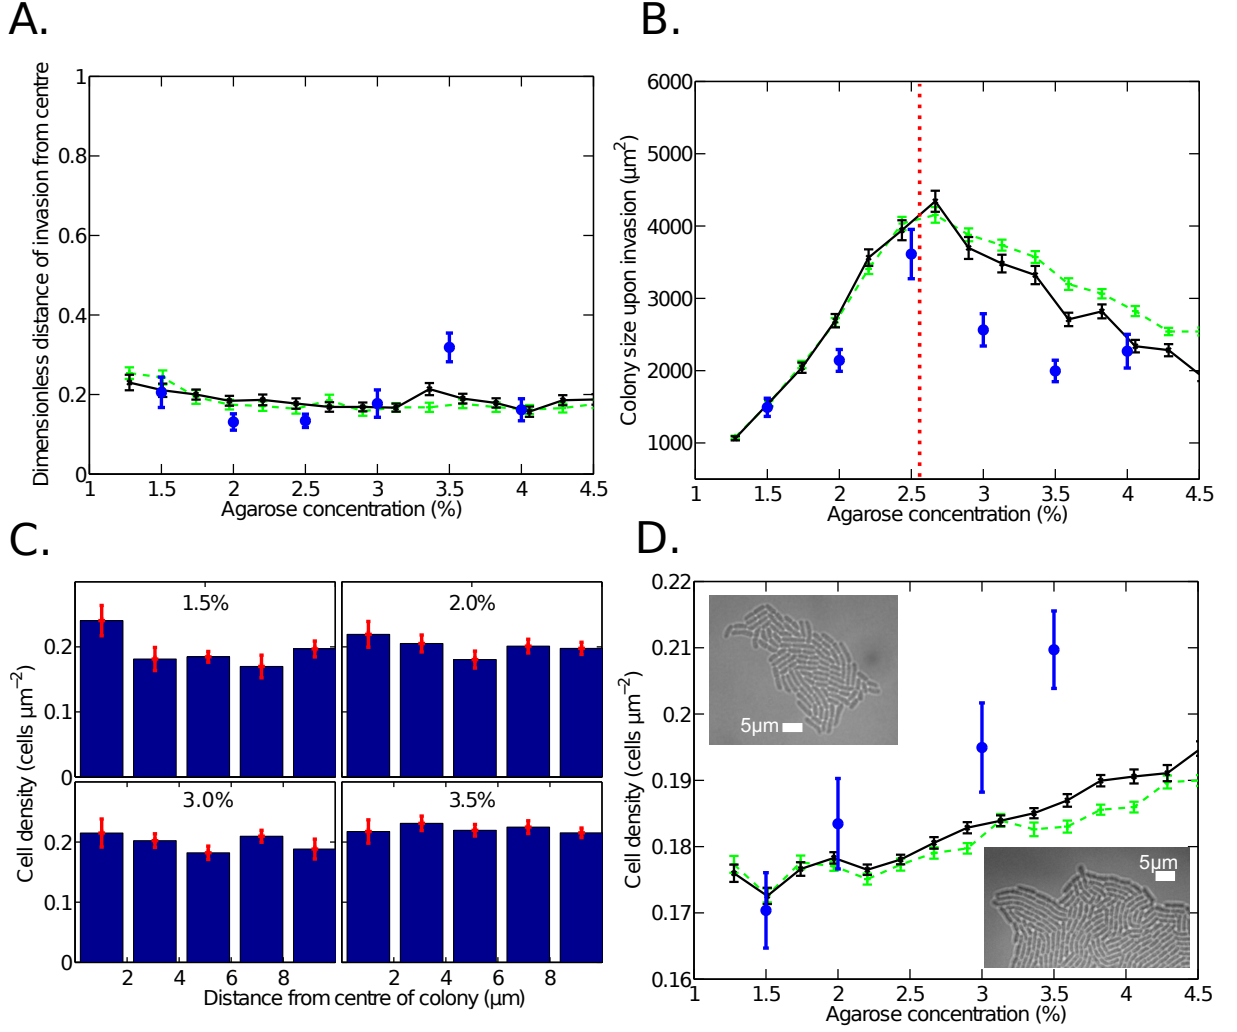 A.
Dimensionless distance of invasion from centre
1
0.8
0.6
0.4
0.2
0
1 1.5 2 2.5 3 3.5 4 4.5
Agarose concentration (%)
B.
Colony size upon invasion (µm²)
6000
5000
4000
3000
2000
1000
1 1.5 2 2.5 3 3.5 4 4.5
Agarose concentration (%)
C.
Cell density (cells µm⁻²)
1.5%
2.0%
0.2
0.1
0
3.0%
3.5%
0.2
0.1
0
2 4 6 8 2 4 6 8
Distance from centre of colony (µm)
D.
Cell density (cells µm⁻²)
0.22
0.21
0.2
0.19
0.18
0.17
0.16
5µm
5µm
1 1.5 2 2.5 3 3.5 4 4.5
Agarose concentration (%)